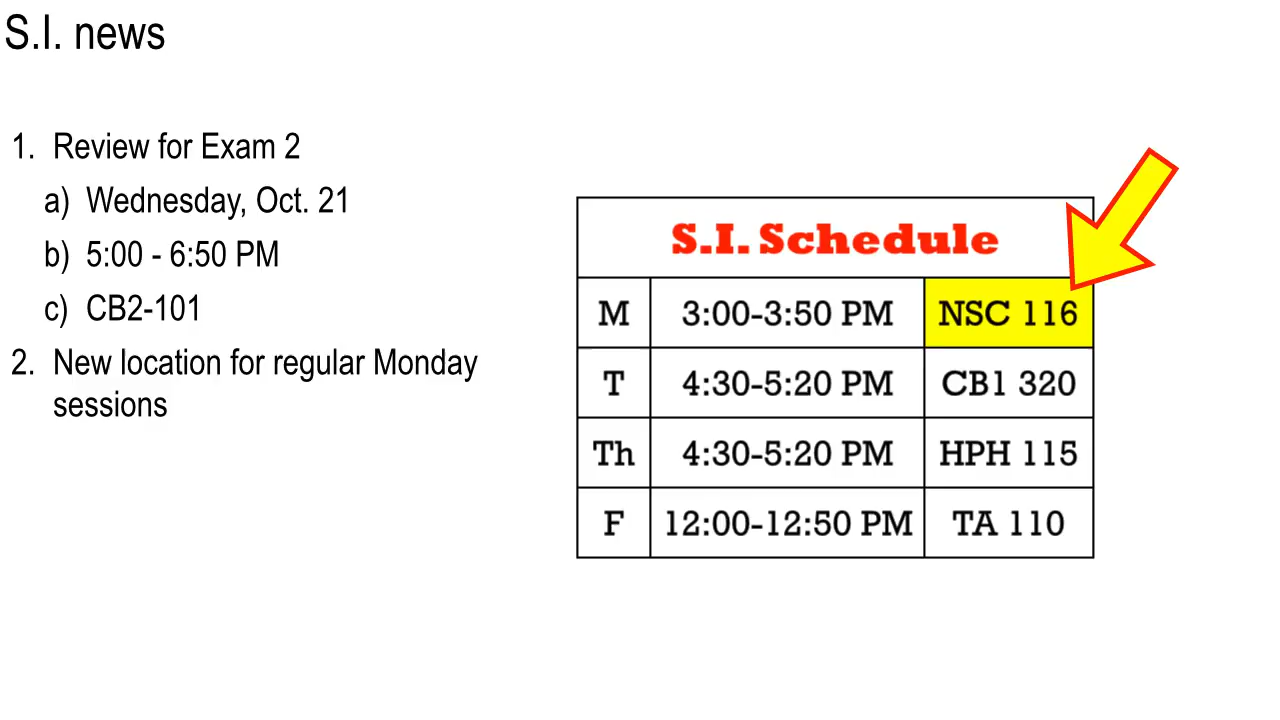 S.I. news
1. Review for Exam 2
a) Wednesday, Oct. 21
b) 5:00 - 6:50 PM
c) CB2-101
2. New location for regular Monday
sessions
S.I. Schedule
M 3:00-3:50 PM NSC 116
T 4:30-5:20 PM CB1 320
Th 4:30-5:20 PM HPH 115
F 12:00-12:50 PM TA 110